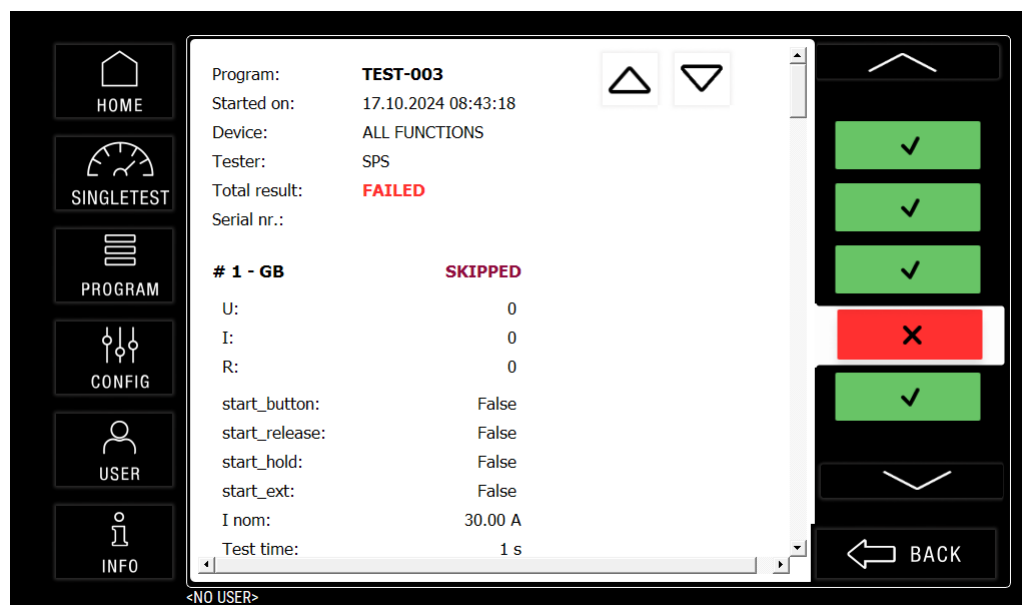 HOME
SINGLETEST
PROGRAM
CONFIG
USER
INFO
Program: TEST-003
Started on: 17.10.2024 08:43:18
Device: ALL FUNCTIONS
Tester: SPS
Total result: FAILED
Serial nr.:
# 1 - GB SKIPPED
U: 0
I: 0
R: 0
start_button: False
start_release: False
start_hold: False
start_ext: False
I nom: 30.00 A
Test time: 1 s
BACK
<NO USER>